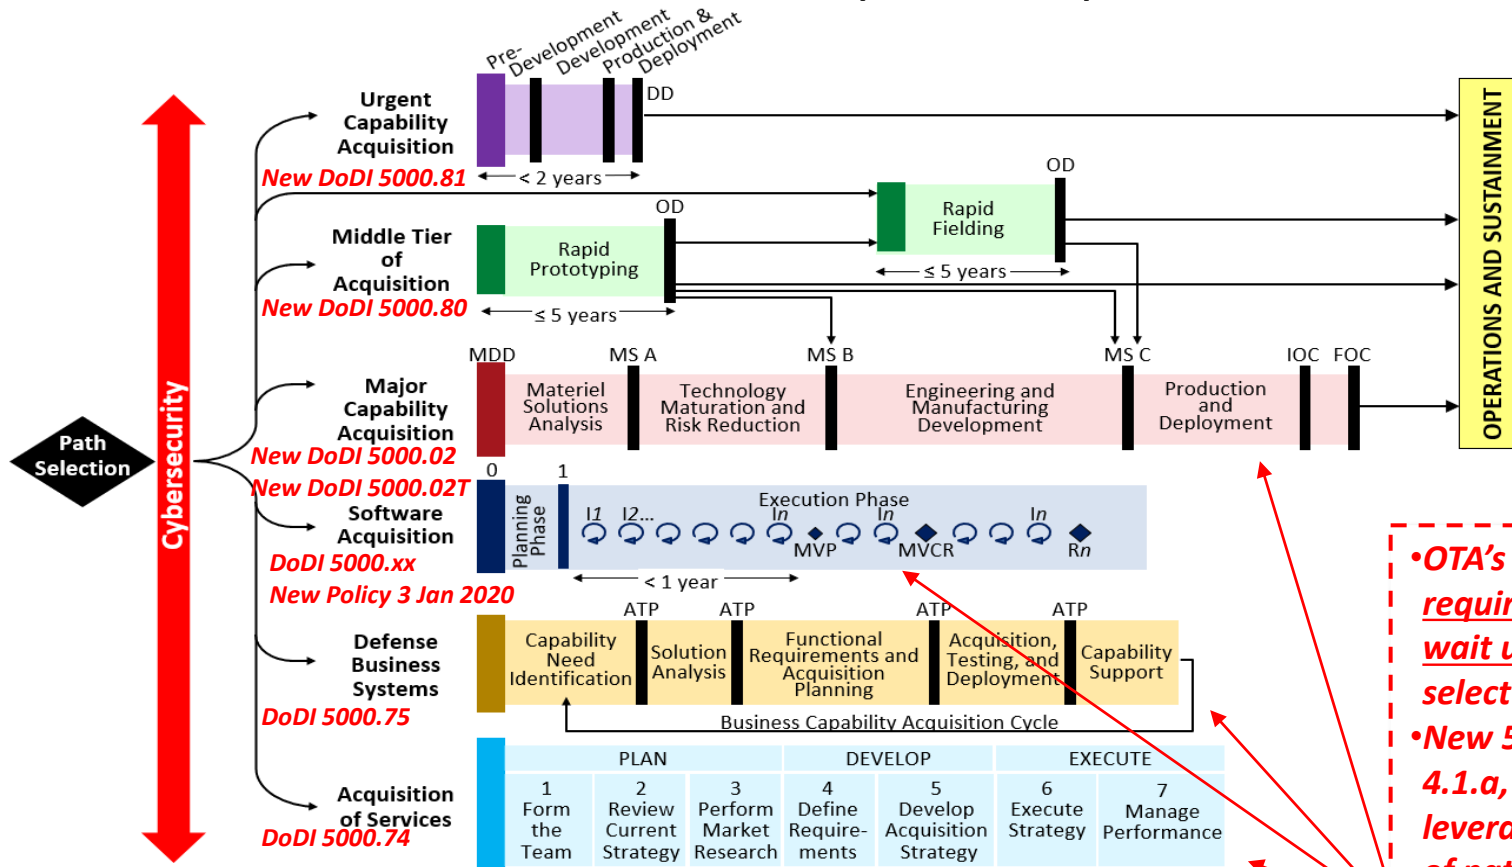 Pre-
Development
Development
Production &
Deployment
DD
Urgent
Capability
Acquisition
New DoDI 5000.81
< 2 years
OD
Rapid
Fielding
≤ 5 years
OD
Middle Tier
of
Acquisition
New DoDI 5000.80
Rapid
Prototyping
≤ 5 years
OPERATIONS AND SUSTAINMENT
Cybersecurity
Path
Selection
MDD
MS A
MS B
MS C
IOC
FOC
Major
Capability
Acquisition
New DoDI 5000.02
New DoDI 5000.02T
Materiel
Solutions
Analysis
Technology
Maturation and
Risk Reduction
Engineering and
Manufacturing
Development
Production
and
Deployment
Software
Acquisition
DoDI 5000.xx
New Policy 3 Jan 2020
0
1
Planning
Phase
Execution Phase
I1
I2...
In
In
In
MVP
MVCR
Rn
< 1 year
Defense
Business
Systems
DoDI 5000.75
ATP
ATP
ATP
ATP
Capability
Need
Identification
Solution
Analysis
Functional
Requirements and
Acquisition
Planning
Acquisition,
Testing, and
Deployment
Capability
Support
Business Capability Acquisition Cycle
Acquisition
of Services
DoDI 5000.74
PLAN
DEVELOP
EXECUTE
1
Form
the
Team
2
Review
Current
Strategy
3
Perform
Market
Research
4
Define
Require-
ments
5
Develop
Acquisition
Strategy
6
Execute
Strategy
7
Manage
Performance
•OTA's
requir
wait u
select
•New 5
4.1.a,
levera